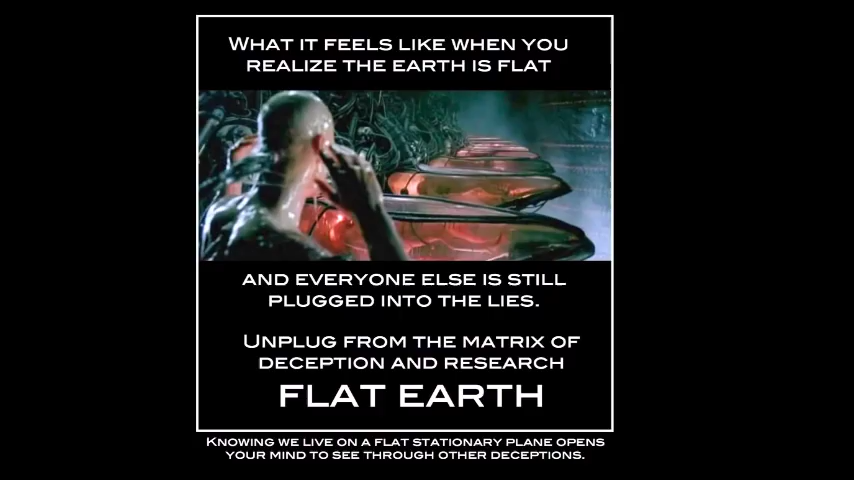 What it feels like when you
realize the earth is flat
and everyone else is still
plugged into the lies.
Unplug from the matrix of
deception and research
FLAT EARTH
Knowing we live on a flat stationary plane opens
your mind to see through other deceptions.